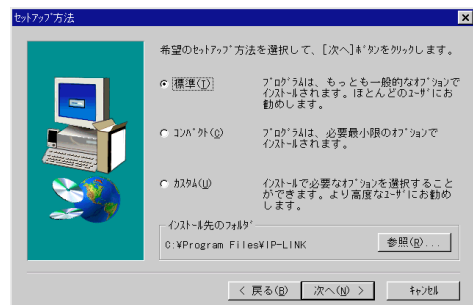 セットアップ方法
希望のセットアップ方法を選択して、[次へ]ボタンをクリックします。
標準(T)
プログラムは、もっとも一般的なオプションで
インストールされます。ほとんどのユーザにお
勧めします。
コンパクト(C)
プログラムは、必要最小限のオプションで
インストールされます。
カスタム(U)
インストールで必要なオプションを選択すること
ができます。より高度なユーザにお勧め
します。
インストール先のフォルダ
C:¥Program Files¥IP-LINK
参照(R)...
< 戻る(B)
次へ(N) >
キャンセル